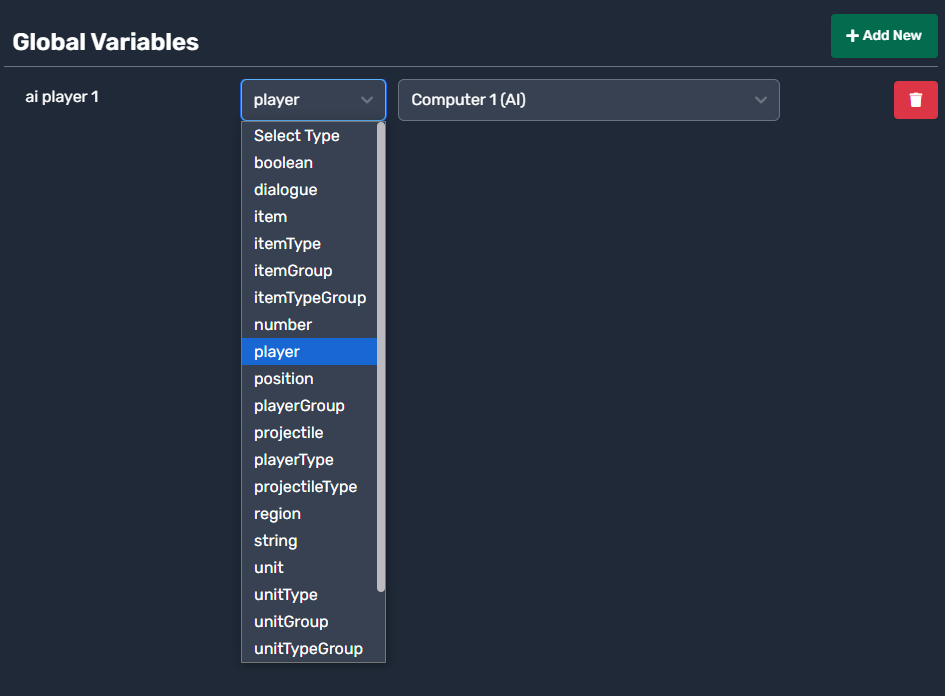 Global Variables
Add New
ai player 1
player
Computer 1 (AI)
Select Type
boolean
dialogue
item
itemType
itemGroup
itemTypeGroup
number
player
position
playerGroup
projectile
playerType
projectileType
region
string
unit
unitType
unitGroup
unitTypeGroup